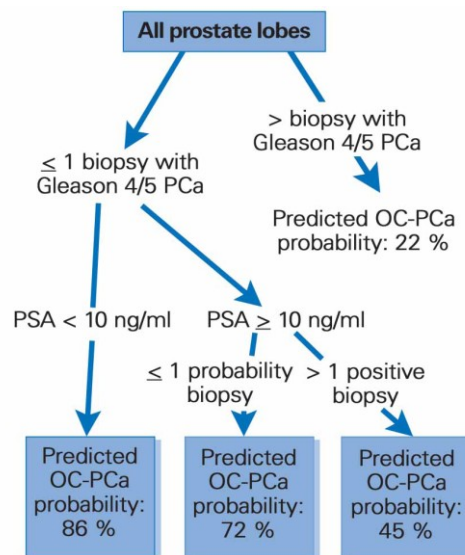 All prostate lobes
> biopsy with
Gleason 4/5 PCa
≤ 1 biopsy with
Gleason 4/5 PCa
Predicted OC-PCa
probability: 22 %
PSA < 10 ng/ml
PSA ≥ 10 ng/ml
≤ 1 probability
biopsy
> 1 positive
biopsy
Predicted
OC-PCa
probability:
86 %
Predicted
OC-PCa
probability:
72 %
Predicted
OC-PCa
probability:
45 %